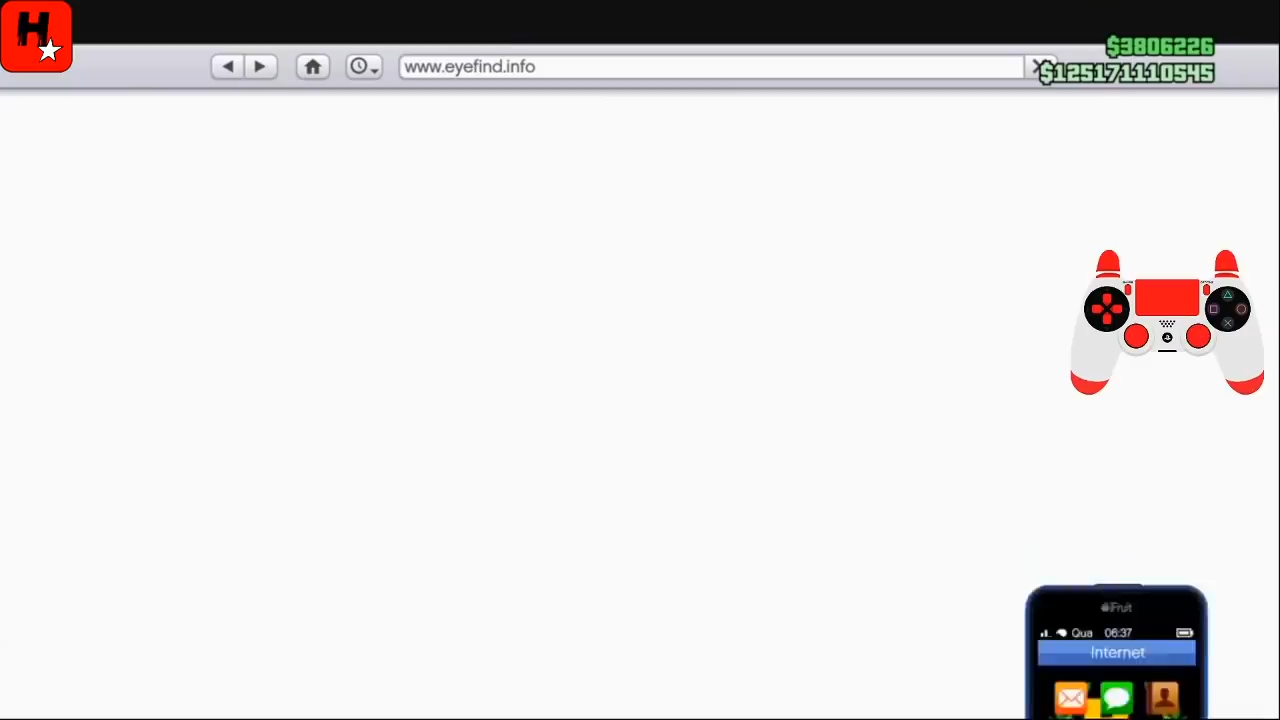 H
$3806226
www.eyefind.info
$125171110545
iFruit
Qua 06:37
Internet